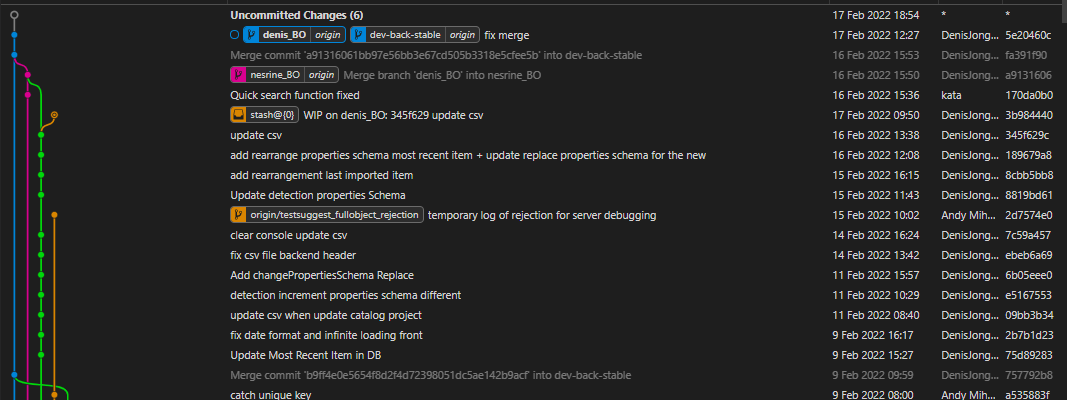 Uncommitted Changes (6) 17 Feb 2022 18:54 * *
denis_BO origin dev-back-stable origin fix merge 17 Feb 2022 12:27 DenisJong... 5e20460c
Merge commit 'a91316061bb97e56bb3e67cd505b3318e5cfee5b' into dev-back-stable 16 Feb 2022 15:53 DenisJong... fa391f90
nesrine_BO origin Merge branch 'denis_BO' into nesrine_BO 16 Feb 2022 15:50 DenisJong... a9131606
Quick search function fixed 16 Feb 2022 15:36 kata 170da0b0
stash@{0} WIP on denis_BO: 345f629 update csv 17 Feb 2022 09:50 DenisJong... 3b984440
update csv 16 Feb 2022 13:38 DenisJong... 345f629c
add rearrange properties schema most recent item + update replace properties schema for the new 16 Feb 2022 12:08 DenisJong... 189679a8
add rearrangement last imported item 15 Feb 2022 16:15 DenisJong... 8cbb5bb8
Update detection properties Schema 15 Feb 2022 11:43 DenisJong... 8819bd61
origin/testsuggest_fullobject_rejection temporary log of rejection for server debugging 15 Feb 2022 10:02 Andy Mih... 2d7574e0
clear console update csv 14 Feb 2022 16:24 DenisJong... 7c59a457
fix csv file backend header 14 Feb 2022 13:42 DenisJong... ebeb6a69
Add changePropertiesSchema Replace 11 Feb 2022 15:57 DenisJong... 6b05eee0
detection increment properties schema different 11 Feb 2022 10:29 DenisJong... e5167553
update csv when update catalog project 11 Feb 2022 08:40 DenisJong... 09bb3b34
fix date format and infinite loading front 9 Feb 2022 16:17 DenisJong... 2b7b1d23
Update Most Recent Item in DB 9 Feb 2022 15:27 DenisJong... 75d89283
Merge commit 'b9ff4e0e5654f8d2f4d72398051dc5ae142b9acf' into dev-back-stable 9 Feb 2022 09:59 DenisJong... 757792b8
catch unique key 9 Feb 2022 08:00 Andy Mih... a535883f